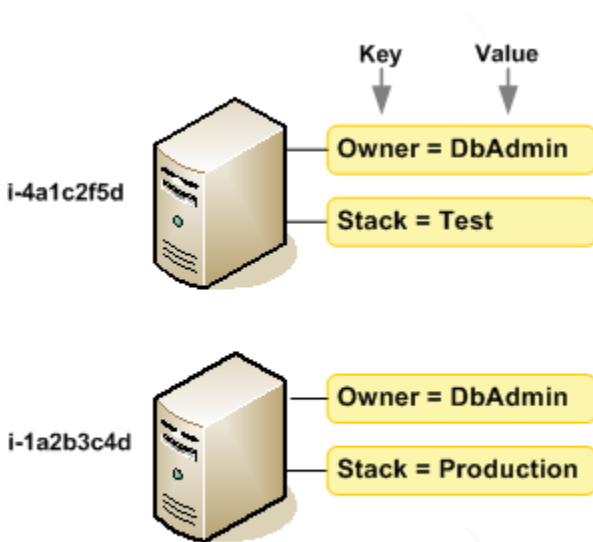 Key Value
Owner = DbAdmin
i-4a1c2f5d
Stack = Test
Owner = DbAdmin
i-1a2b3c4d
Stack = Production